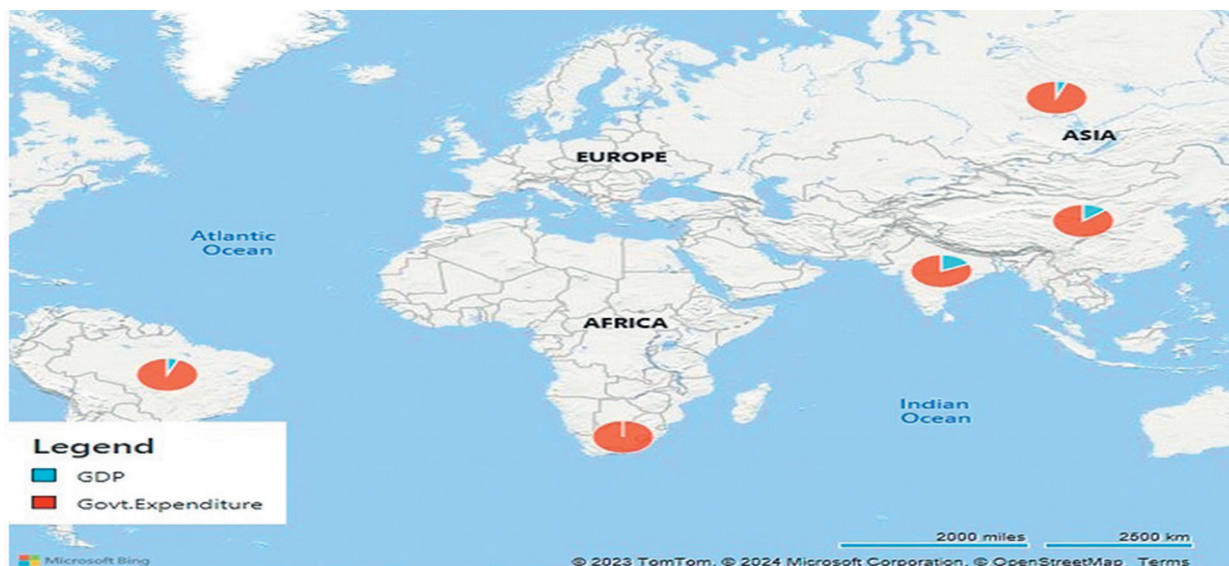 ASIA
EUROPE
Atlantic
Ocean
AFRICA
Indian
Ocean
Legend
GDP
Govt.Expenditure
2000 miles
2500 km
Microsoft Bing
© 2023 TomTom, © 2024 Microsoft Corporation, © OpenStreetMap Terms